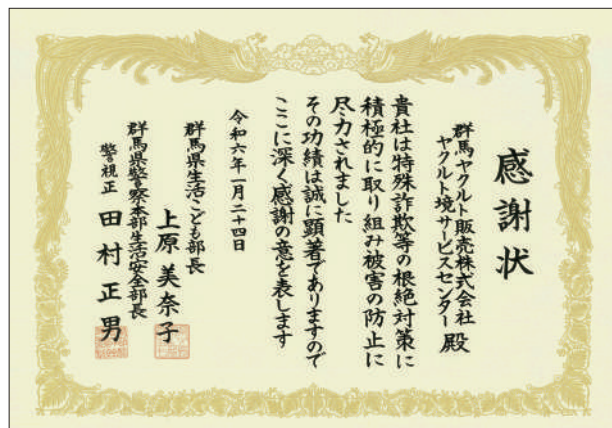 感謝状
群馬ヤクルト販売株式会社
ヤクルト境サービスセンター 殿
貴社は特殊詐欺等の根絶対策に
積極的に取り組み被害の防止に
尽力されました
その功績は誠に顕著でありますので
ここに深く感謝の意を表します
令和六年一月二十四日
群馬県生活こども部長
上原美奈子
群馬県警察本部生活安全部長
警視正 田村正男